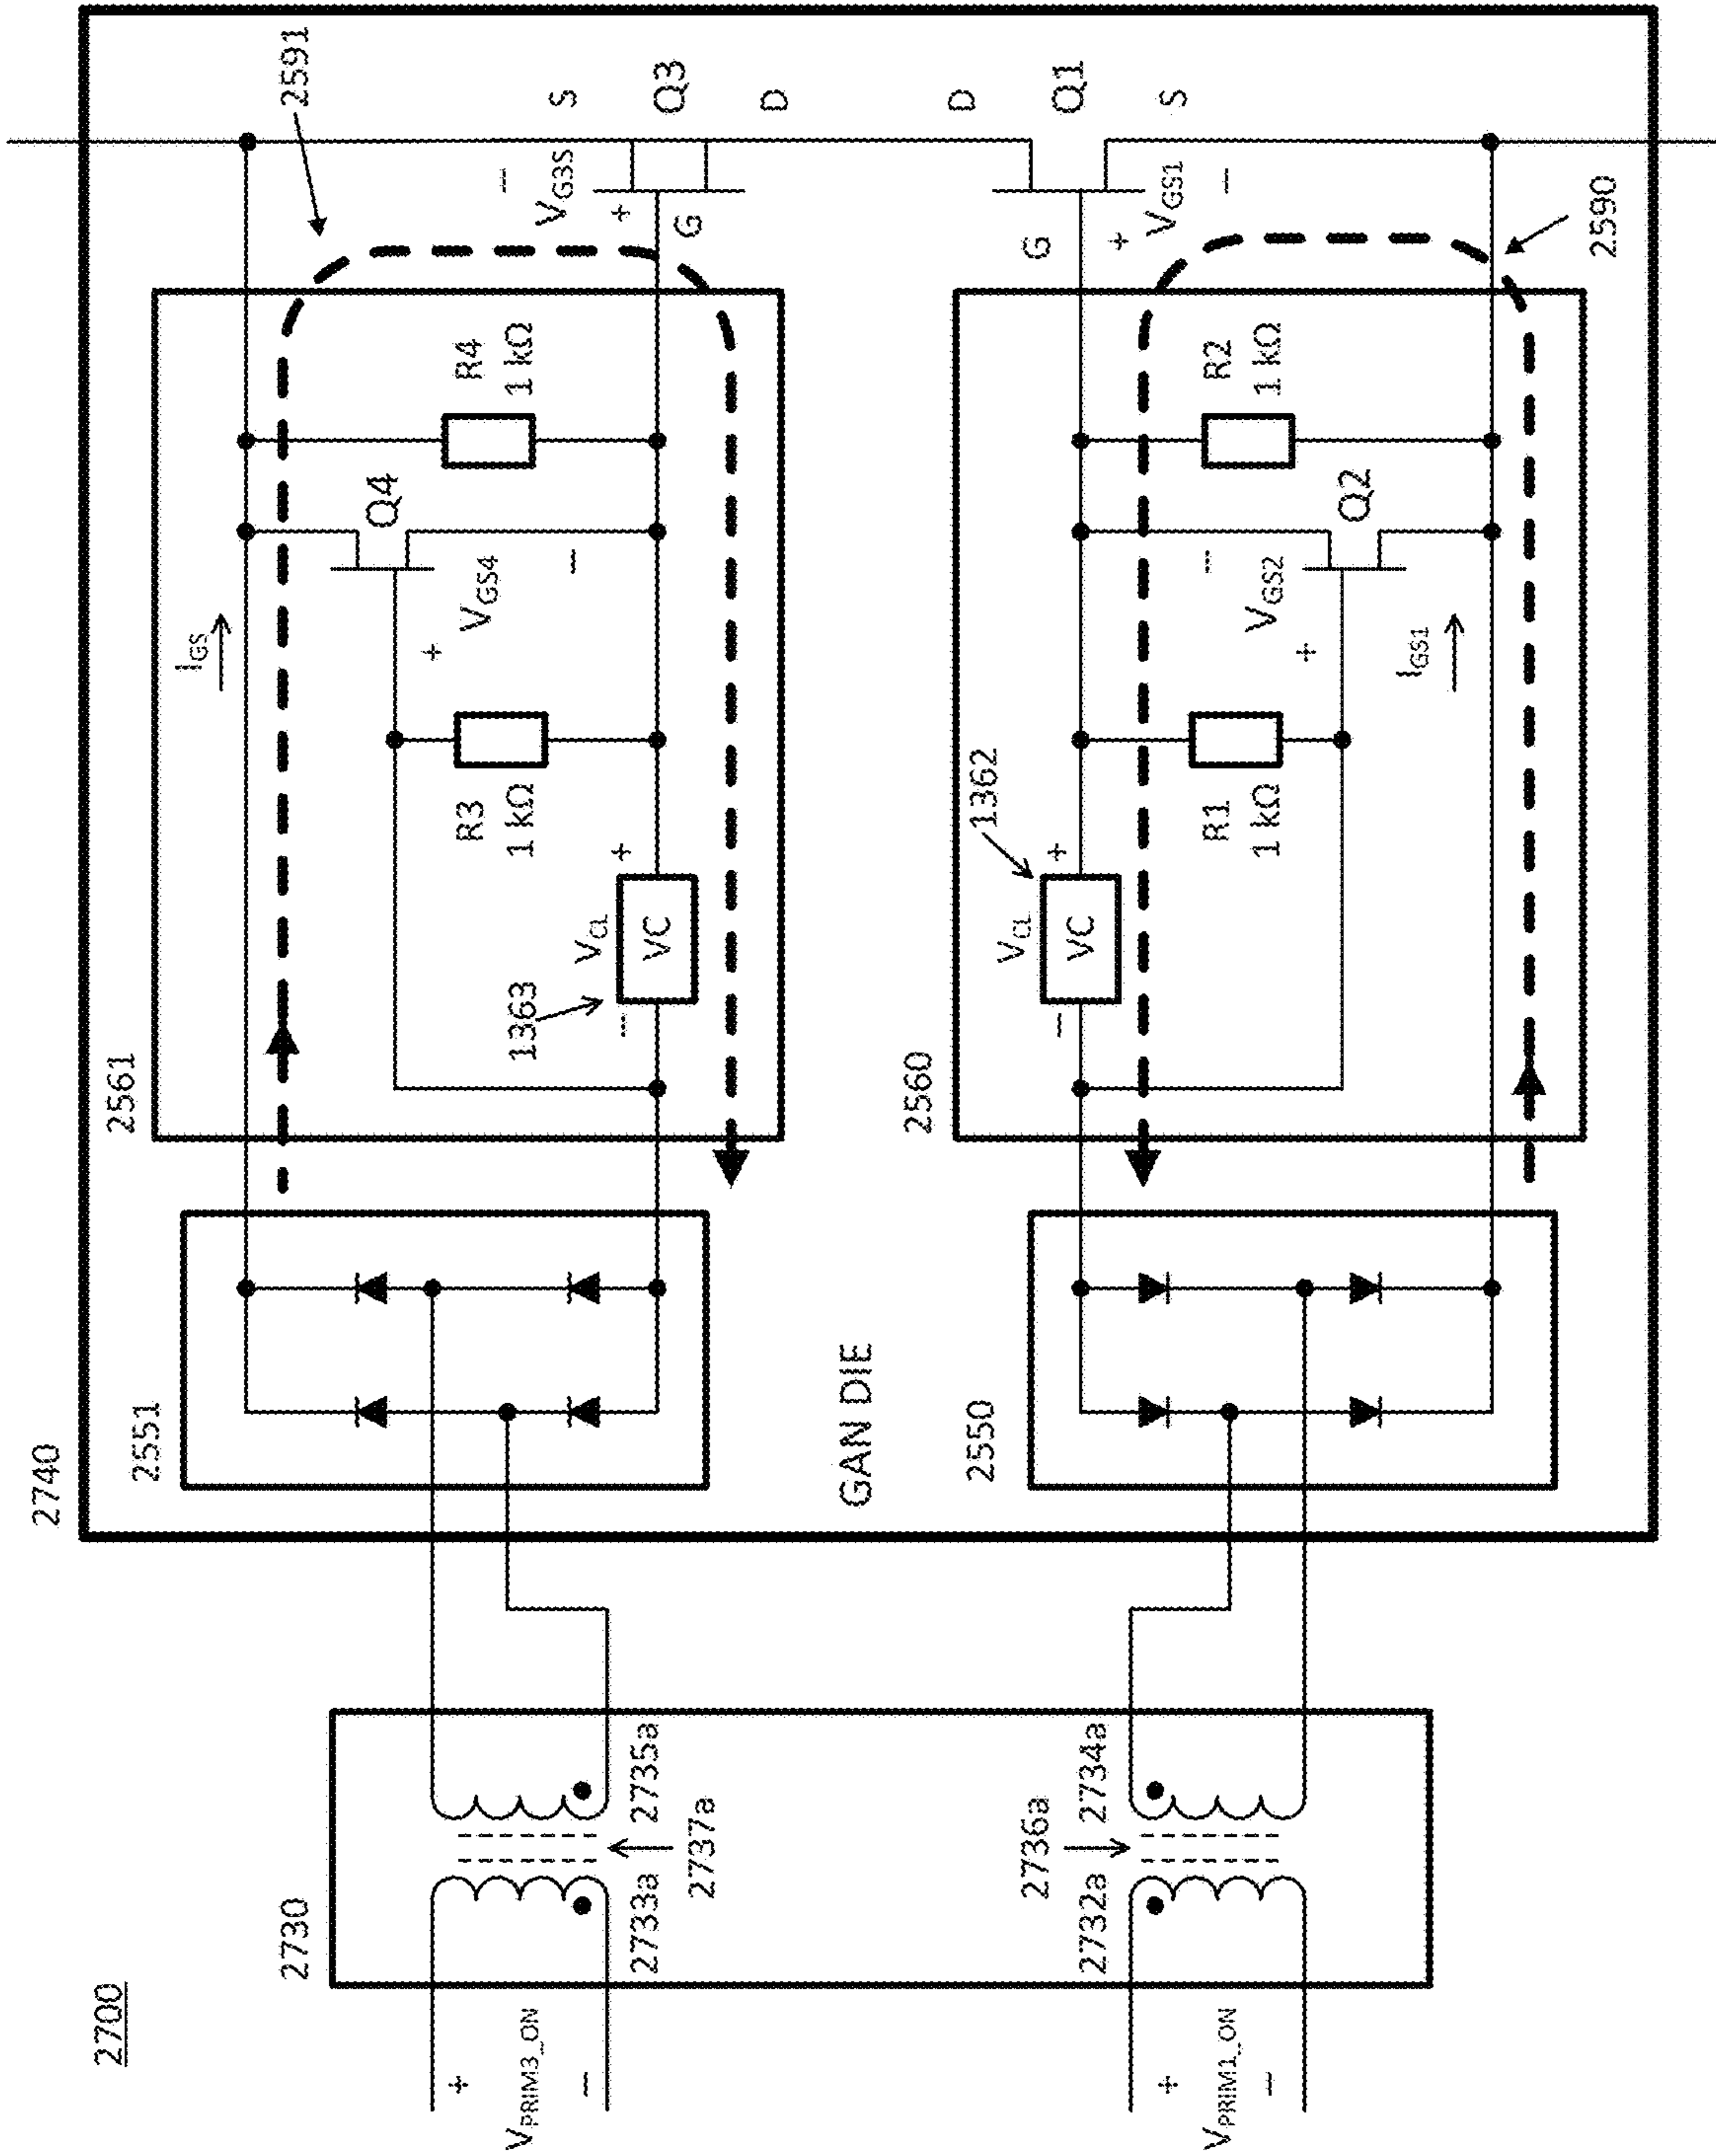 2700
2730
2740
2551
2561
2591
2733a
2735a
2737a
VPRIM3_ON
+
–
IGS
R3
1 kΩ
Q4
VGS4
+
–
R4
1 kΩ
1363
VCL
VC
–
+
S
Q3
D
VG3S
–
+
G
GAN DIE
2550
2560
2590
2736a
2732a
2734a
VPRIM1_ON
+
–
1362
VCL
VC
–
+
R1
1 kΩ
Q2
VGS2
+
–
R2
1 kΩ
IGS1
D
Q1
S
G
+
VGS1
–